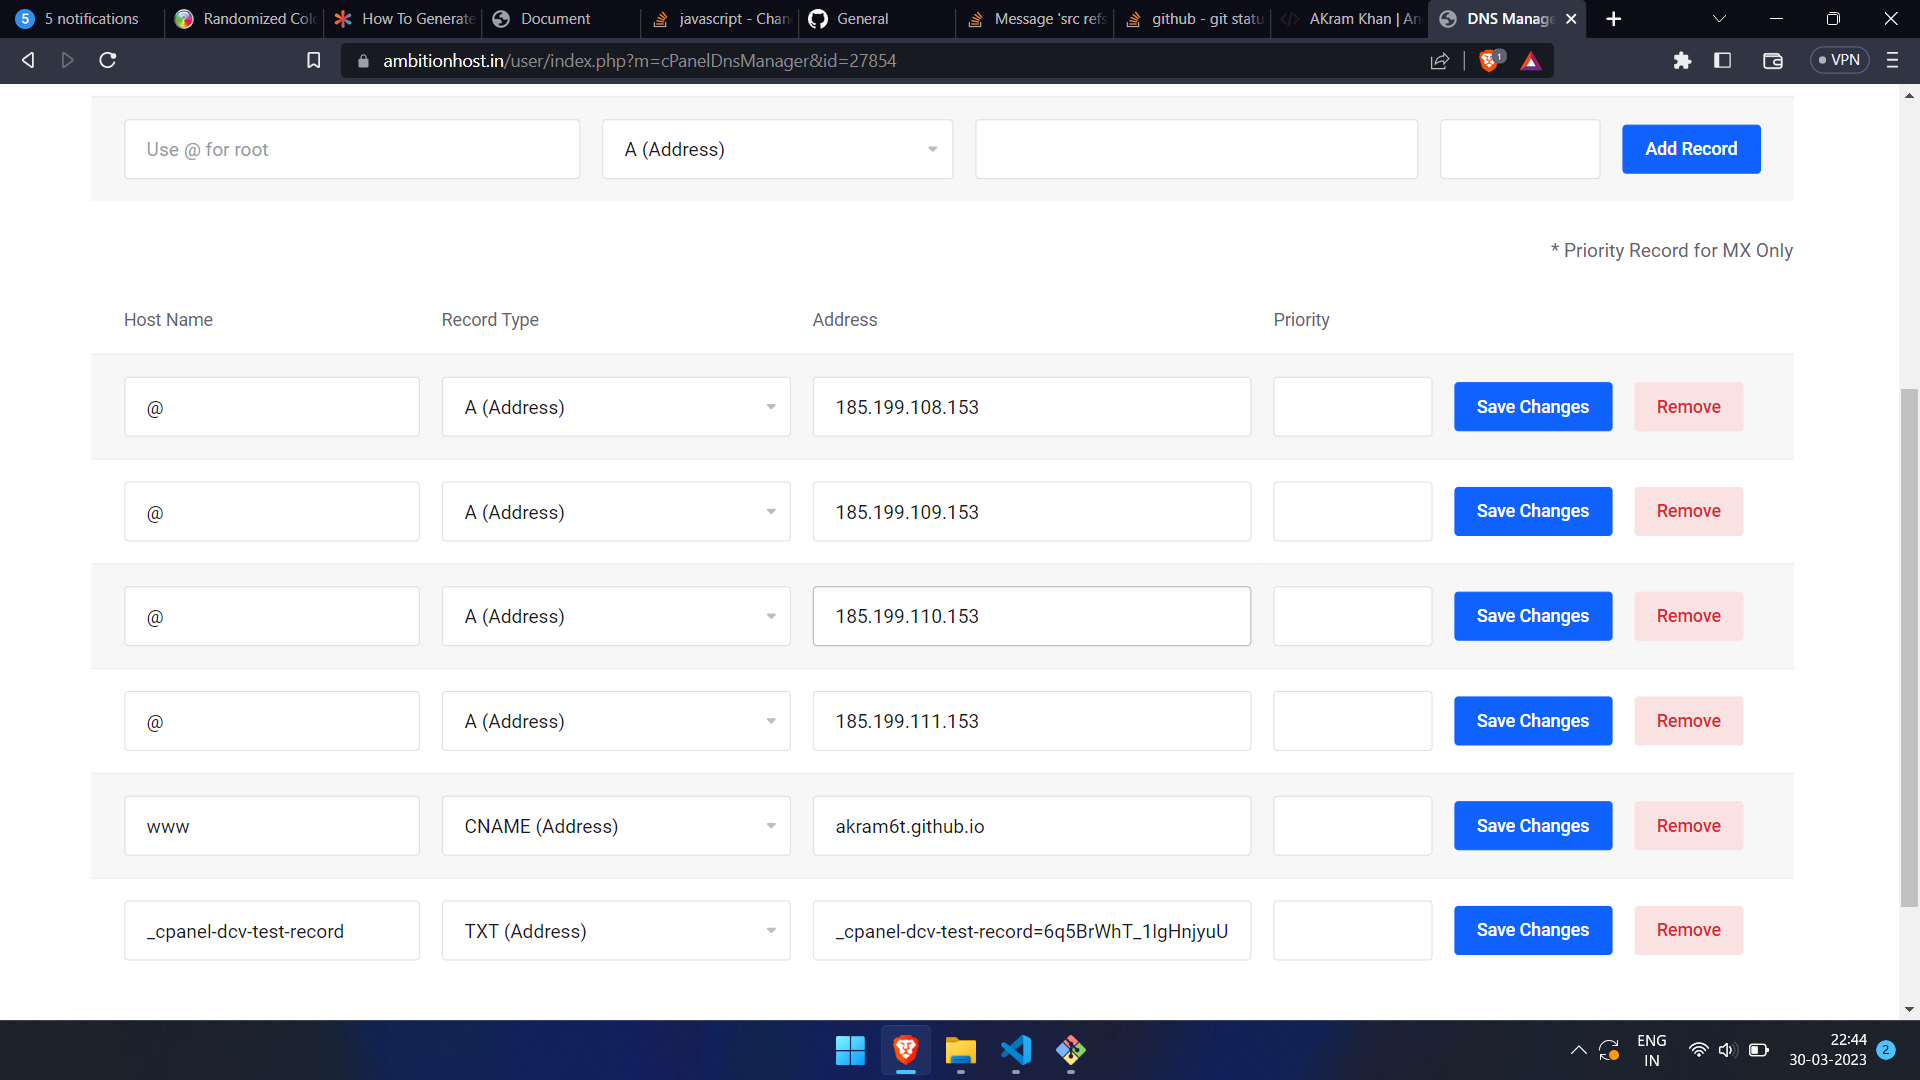 5 5 notifications
Randomized Col
How To Generate
Document
javascript - Chan
General
Message 'src refs
github - git statu
AKram Khan | An
DNS Manage
ambitionhost.in/user/index.php?m=cPanelDnsManager&id=27854
1
VPN
Use @ for root
A (Address)
Add Record
* Priority Record for MX Only
Host Name Record Type Address Priority
@ A (Address) 185.199.108.153 Save Changes Remove
@ A (Address) 185.199.109.153 Save Changes Remove
@ A (Address) 185.199.110.153 Save Changes Remove
@ A (Address) 185.199.111.153 Save Changes Remove
www CNAME (Address) akram6t.github.io Save Changes Remove
_cpanel-dcv-test-record TXT (Address) _cpanel-dcv-test-record=6q5BrWhT_1lgHnjyuU Save Changes Remove
ENG
IN
22:44
30-03-2023
2